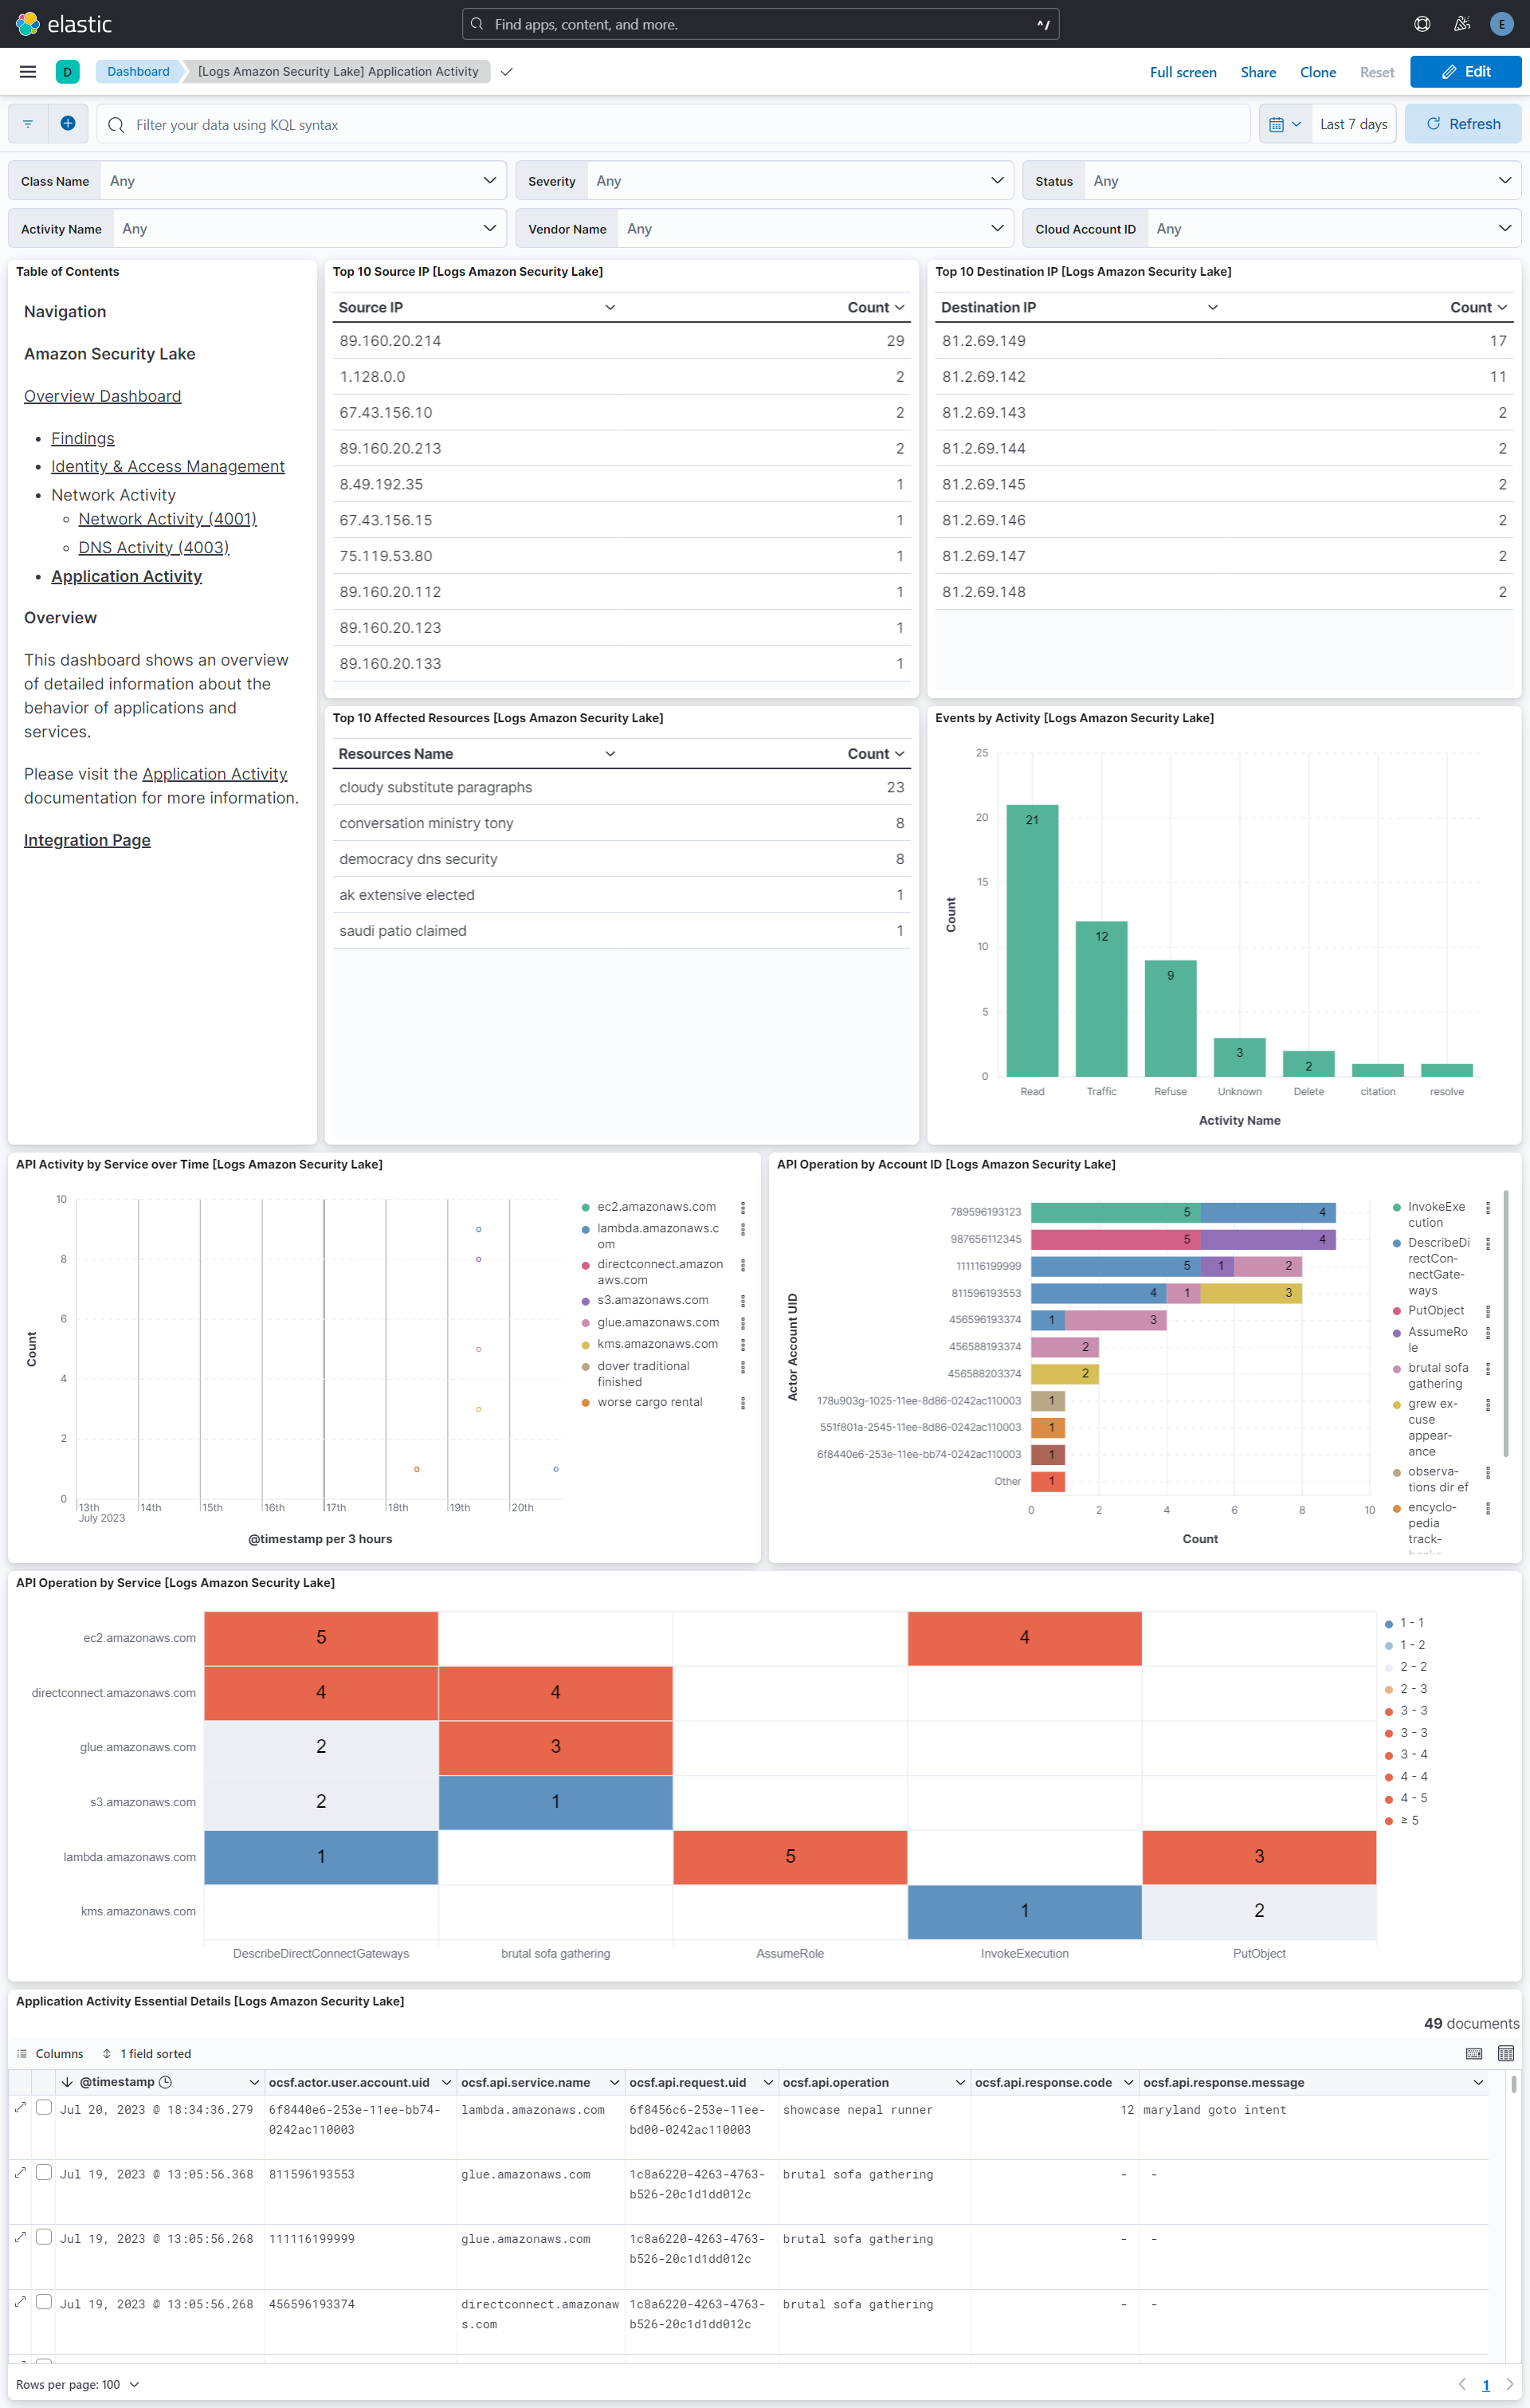 elastic
Find apps, content, and more.
^/
E
D
Dashboard
[Logs Amazon Security Lake] Application Activity
Full screen
Share
Clone
Reset
Edit
Filter your data using KQL syntax
Last 7 days
Refresh
Class Name Any
Severity Any
Status Any
Activity Name Any
Vendor Name Any
Cloud Account ID Any
Table of Contents
Navigation
Amazon Security Lake
Overview Dashboard
• Findings
• Identity & Access Management
• Network Activity
Network Activity (4001)
DNS Activity (4003)
• Application Activity
Overview
This dashboard shows an overview
of detailed information about the
behavior of applications and
services.
Please visit the Application Activity
documentation for more information.
Integration Page
Top 10 Source IP [Logs Amazon Security Lake]
Source IP Count
89.160.20.214 29
1.128.0.0 2
67.43.156.10 2
89.160.20.213 2
8.49.192.35 1
67.43.156.15 1
75.119.53.80 1
89.160.20.112 1
89.160.20.123 1
89.160.20.133 1
Top 10 Destination IP [Logs Amazon Security Lake]
Destination IP Count
81.2.69.149 17
81.2.69.142 11
81.2.69.143 2
81.2.69.144 2
81.2.69.145 2
81.2.69.146 2
81.2.69.147 2
81.2.69.148 2
Top 10 Affected Resources [Logs Amazon Security Lake]
Resources Name Count
cloudy substitute paragraphs 23
conversation ministry tony 8
democracy dns security 8
ak extensive elected 1
saudi patio claimed 1
Events by Activity [Logs Amazon Security Lake]
Count
25
20
15
10
5
0
21
12
9
3
2
Read Traffic Refuse Unknown Delete citation resolve
Activity Name
API Activity by Service over Time [Logs Amazon Security Lake]
Count
10
8
6
4
2
0
13th 14th 15th 16th 17th 18th 19th 20th
July 2023
@timestamp per 3 hours
ec2.amazonaws.com
lambda.amazonaws.c
om
directconnect.amazon
aws.com
s3.amazonaws.com
glue.amazonaws.com
kms.amazonaws.com
dover traditional
finished
worse cargo rental
API Operation by Account ID [Logs Amazon Security Lake]
Actor Account UID
789596193123 5 4
987656112345 5 4
111116199999 5 1 2
811596193553 4 1 3
456596193374 1 3
456588193374 2
456588203374 2
178u903g-1025-11ee-8d86-0242ac110003 1
551f801a-2545-11ee-8d86-0242ac110003 1
6f8440e6-253e-11ee-bb74-0242ac110003 1
Other 1
0 2 4 6 8 10
Count
InvokeExe
cution
DescribeDi
rectCon-
nectGate-
ways
PutObject
AssumeRo
le
brutal sofa
gathering
grew ex-
cuse
appear-
ance
observa-
tions dir ef
encyclo-
pedia
track-
API Operation by Service [Logs Amazon Security Lake]
ec2.amazonaws.com 5 4
directconnect.amazonaws.com 4 4
glue.amazonaws.com 2 3
s3.amazonaws.com 2 1
lambda.amazonaws.com 1 5 3
kms.amazonaws.com 1 2
DescribeDirectConnectGateways brutal sofa gathering AssumeRole InvokeExecution PutObject
1 - 1
1 - 2
2 - 2
2 - 3
3 - 3
3 - 3
3 - 4
4 - 4
4 - 5
≥ 5
Application Activity Essential Details [Logs Amazon Security Lake]
49 documents
Columns 1 field sorted
@timestamp ocsf.actor.user.account.uid ocsf.api.service.name ocsf.api.request.uid ocsf.api.operation ocsf.api.response.code ocsf.api.response.message
Jul 20, 2023 @ 18:34:36.279 6f8440e6-253e-11ee-bb74- lambda.amazonaws.com 6f8456c6-253e-11ee- showcase nepal runner 12 maryland goto intent
0242ac110003 bd00-0242ac110003
Jul 19, 2023 @ 13:05:56.368 811596193553 glue.amazonaws.com 1c8a6220-4263-4763- brutal sofa gathering - -
b526-20c1d1dd012c
Jul 19, 2023 @ 13:05:56.268 111116199999 glue.amazonaws.com 1c8a6220-4263-4763- brutal sofa gathering - -
b526-20c1d1dd012c
Jul 19, 2023 @ 13:05:56.268 456596193374 directconnect.amazonaw 1c8a6220-4263-4763- brutal sofa gathering - -
s.com b526-20c1d1dd012c
Rows per page: 100
1